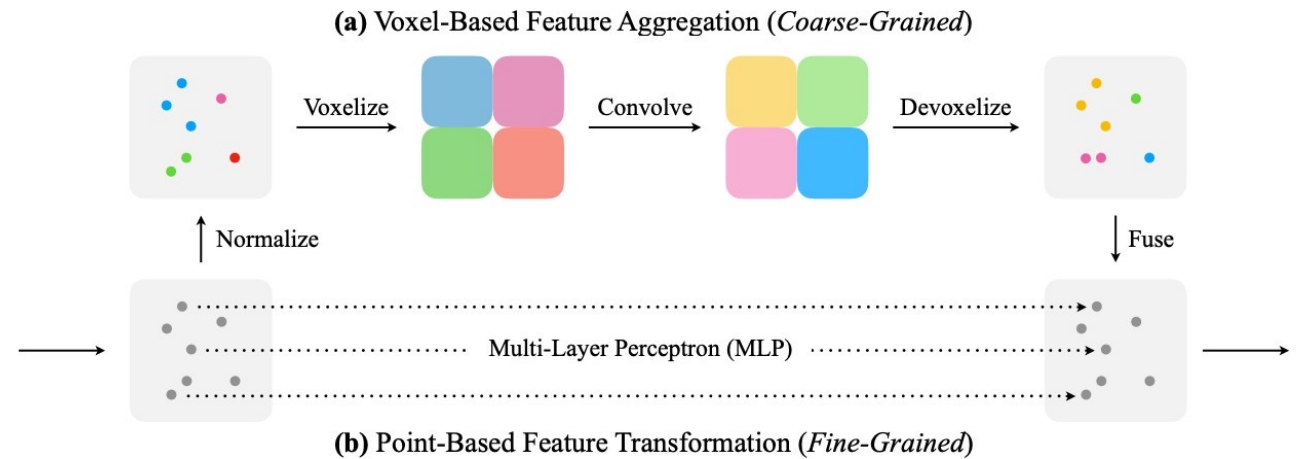 (a) Voxel-Based Feature Aggregation (Coarse-Grained)
Voxelize
Convolve
Devoxelize
Normalize
Fuse
Multi-Layer Perceptron (MLP)
(b) Point-Based Feature Transformation (Fine-Grained)